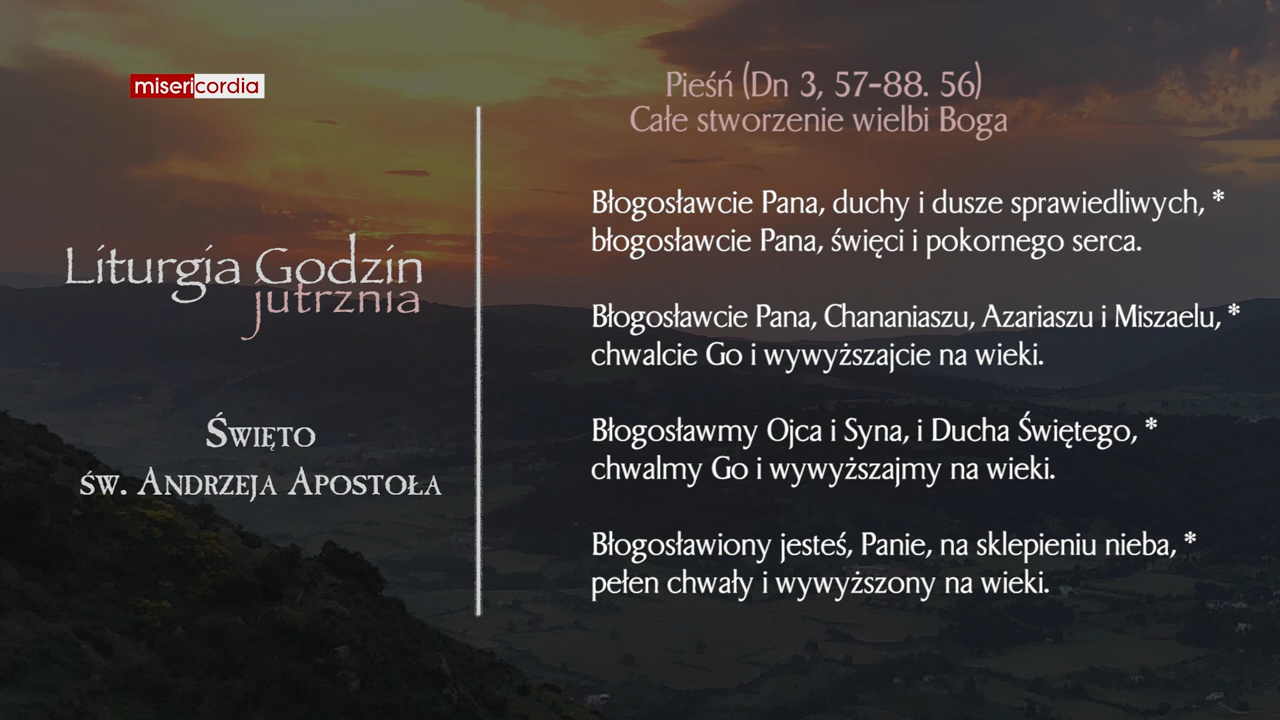 misericordia
Liturgia Godzin
jutrznia
Święto
św. Andrzeja Apostoła
Pieśń (Dn 3, 57-88. 56)
Całe stworzenie wielbi Boga
Błogosławcie Pana, duchy i dusze sprawiedliwych, *
błogosławcie Pana, święci i pokornego serca.
Błogosławcie Pana, Chananiaszu, Azariaszu i Miszaelu, *
chwalcie Go i wywyższajcie na wieki.
Błogosławmy Ojca i Syna, i Ducha Świętego, *
chwalmy Go i wywyższajmy na wieki.
Błogosławiony jesteś, Panie, na sklepieniu nieba, *
pełen chwały i wywyższony na wieki.